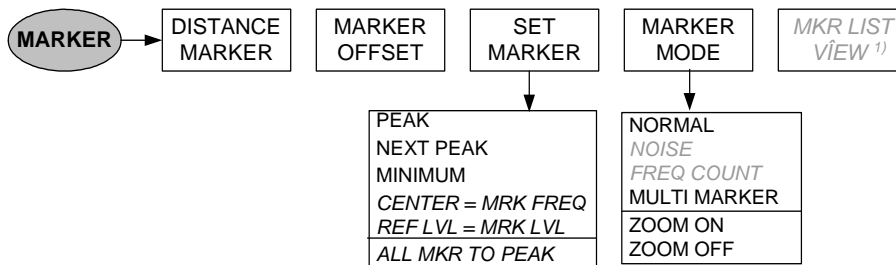 MARKER
DISTANCE
MARKER
MARKER
OFFSET
SET
MARKER
MARKER
MODE
MKR LIST
VÎEW 1)
PEAK
NEXT PEAK
MINIMUM
CENTER = MRK FREQ
REF LVL = MRK LVL
ALL MKR TO PEAK
NORMAL
NOISE
FREQ COUNT
MULTI MARKER
ZOOM ON
ZOOM OFF